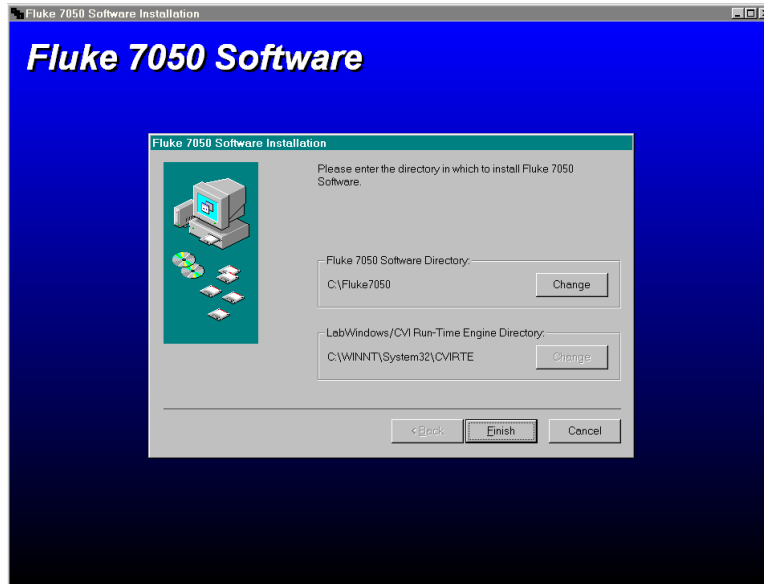 Fluke 7050 Software Installation
Fluke 7050 Software
Fluke 7050 Software Installation
Please enter the directory in which to install Fluke 7050
Software.
Fluke 7050 Software Directory:
C:\Fluke7050
Change
LabWindows/CVI Run-Time Engine Directory:
C:\WINNT\System32\CVIRTE
Change
< Back
Finish
Cancel